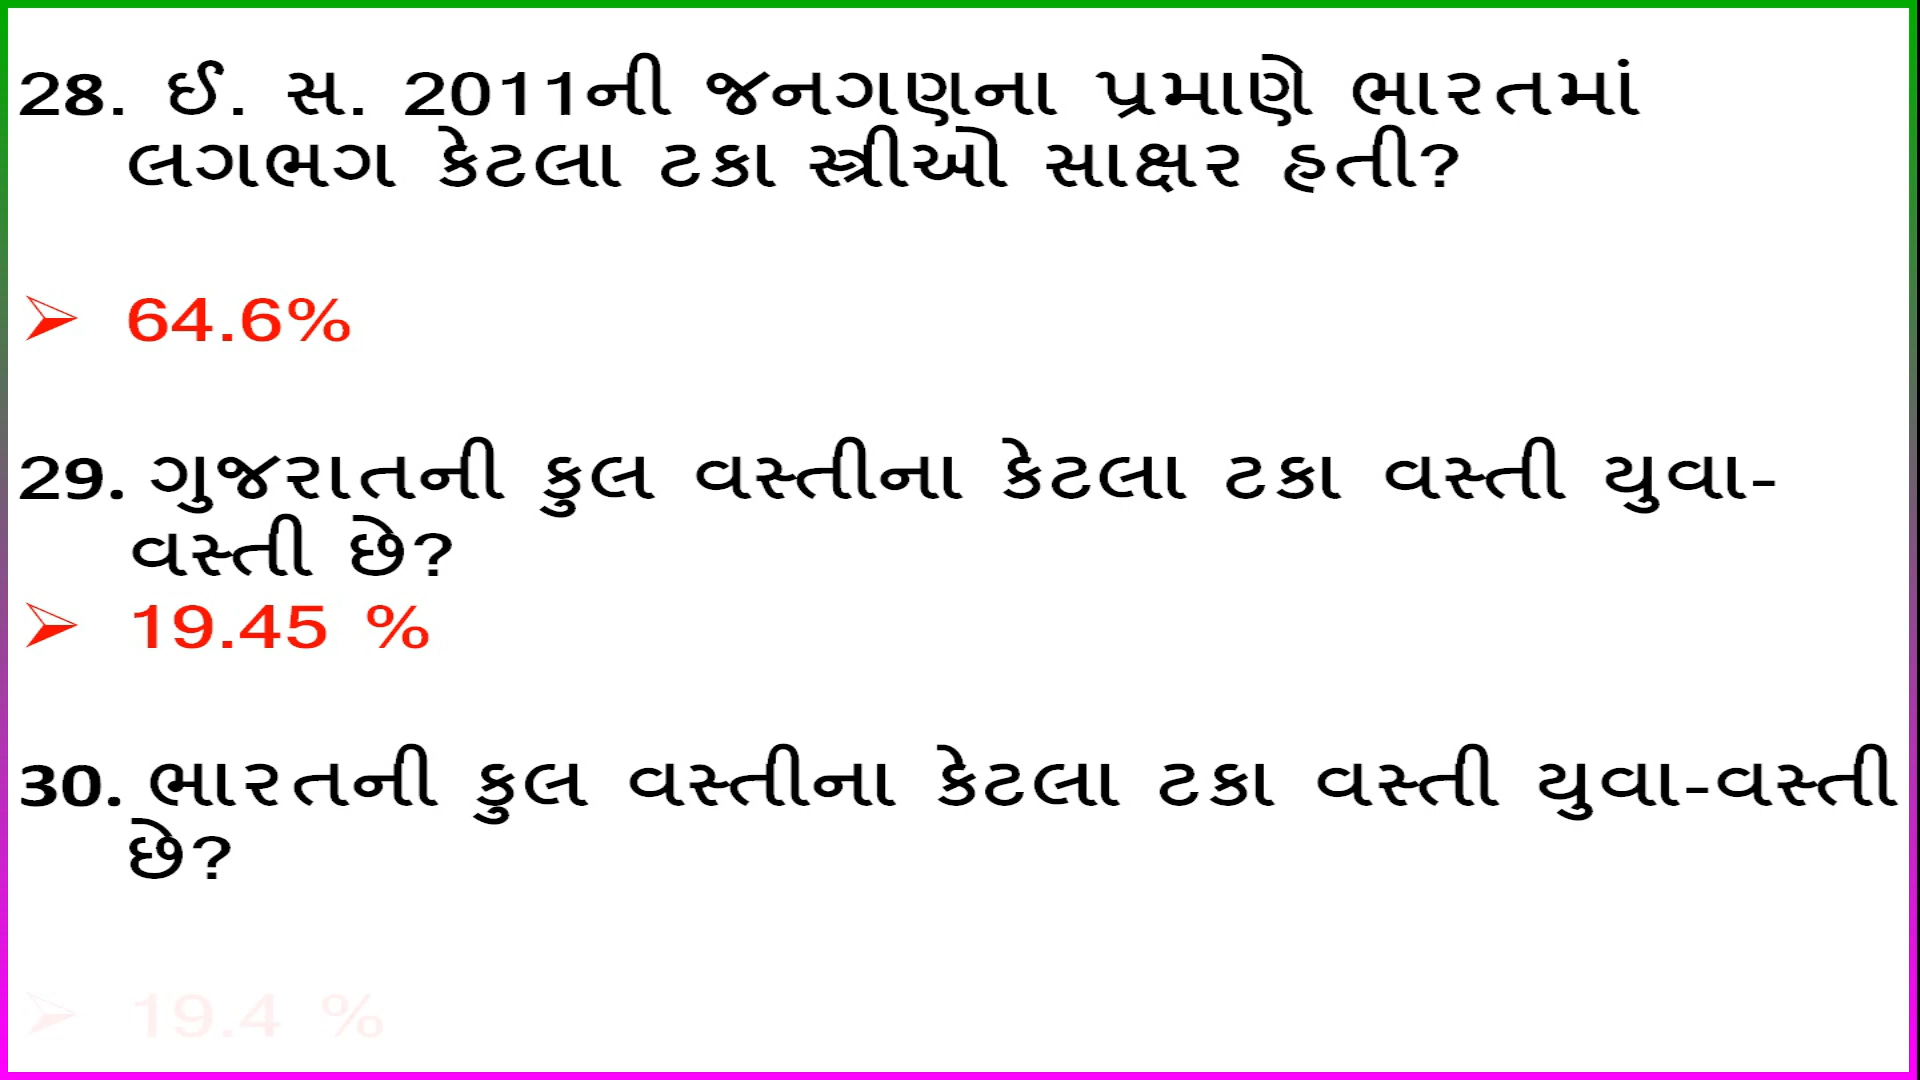 28. ઈ. સ. 2011ની જનગણના પ્રમાણે ભારતમાં
લગભગ કેટલા ટકા સ્ત્રીઓ સાક્ષર હતી?
➢ 64.6%
29. ગુજરાતની કુલ વસ્તીના કેટલા ટકા વસ્તી યુવા-
વસ્તી છે?
➢ 19.45 %
30. ભારતની કુલ વસ્તીના કેટલા ટકા વસ્તી યુવા-વસ્તી
છે?
➢ 19.4 %